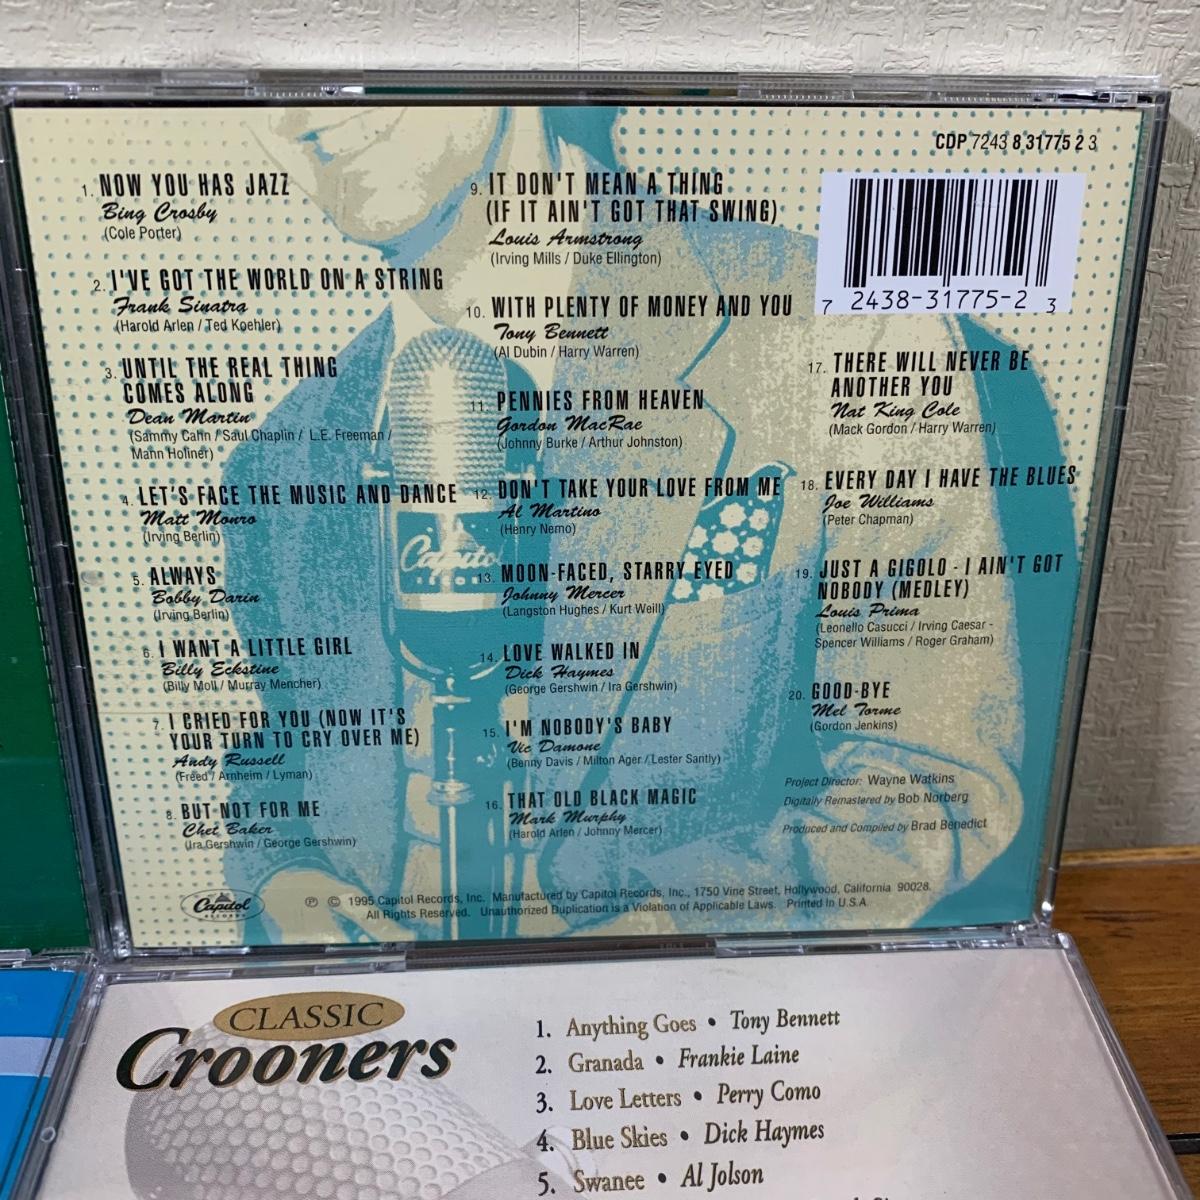 CDP 7243 8 31775 2 3
1. NOW YOU HAS JAZZ
Bing Crosby
(Cole Porter)
2. I'VE GOT THE WORLD ON A STRING
Frank Sinatra
(Harold Arlen / Ted Koehler)
3. UNTIL THE REAL THING
COMES ALONG
Dean Martin
(Sammy Cahn / Saul Chaplin / L.E. Freeman /
Mann Holiner)
4. LET'S FACE THE MUSIC AND DANCE
Matt Monro
(Irving Berlin)
5. ALWAYS
Bobby Darin
(Irving Berlin)
6. I WANT A LITTLE GIRL
Billy Eckstine
(Billy Moll / Murray Mencher)
7. I CRIED FOR YOU (NOW IT'S
YOUR TURN TO CRY OVER ME)
Andy Russell
(Freed / Arnheim / Lyman)
8. BUT NOT FOR ME
Chet Baker
(Ira Gershwin / George Gershwin)
9. IT DON'T MEAN A THING
(IF IT AIN'T GOT THAT SWING)
Louis Armstrong
(Irving Mills / Duke Ellington)
10. WITH PLENTY OF MONEY AND YOU
Tony Bennett
(Al Dubin / Harry Warren)
11. PENNIES FROM HEAVEN
Gordon MacRae
(Johnny Burke / Arthur Johnston)
12. DON'T TAKE YOUR LOVE FROM ME
Al Martino
(Henry Nemo)
13. MOON-FACED, STARRY EYED
Johnny Mercer
(Langston Hughes / Kurt Weill)
14. LOVE WALKED IN
Dick Haymes
(George Gershwin / Ira Gershwin)
15. I'M NOBODY'S BABY
Vic Damone
(Benny Davis / Milton Ager / Lester Santly)
16. THAT OLD BLACK MAGIC
Mark Murphy
(Harold Arlen / Johnny Mercer)
7 2438-31775-2 3
17. THERE WILL NEVER BE
ANOTHER YOU
Nat King Cole
(Mack Gordon / Harry Warren)
18. EVERY DAY I HAVE THE BLUES
Joe Williams
(Peter Chapman)
19. JUST A GIGOLO - I AIN'T GOT
NOBODY (MEDLEY)
Louis Prima
(Leonello Casucci / Irving Caesar -
Spencer Williams / Roger Graham)
20. GOOD-BYE
Mel Torme
(Gordon Jenkins)
Project Director: Wayne Watkins
Digitally Remastered by Bob Norberg
Produced and Compiled by Brad Benedict
Capitol
RECORDS
℗ © 1995 Capitol Records, Inc. Manufactured by Capitol Records, Inc., 1750 Vine Street, Hollywood, California 90028.
All Rights Reserved. Unauthorized Duplication is a Violation of Applicable Laws. Printed In U.S.A.
CLASSIC
Crooners
1. Anything Goes • Tony Bennett
2. Granada • Frankie Laine
3. Love Letters • Perry Como
4. Blue Skies • Dick Haymes
5. Swanee • Al Jolson